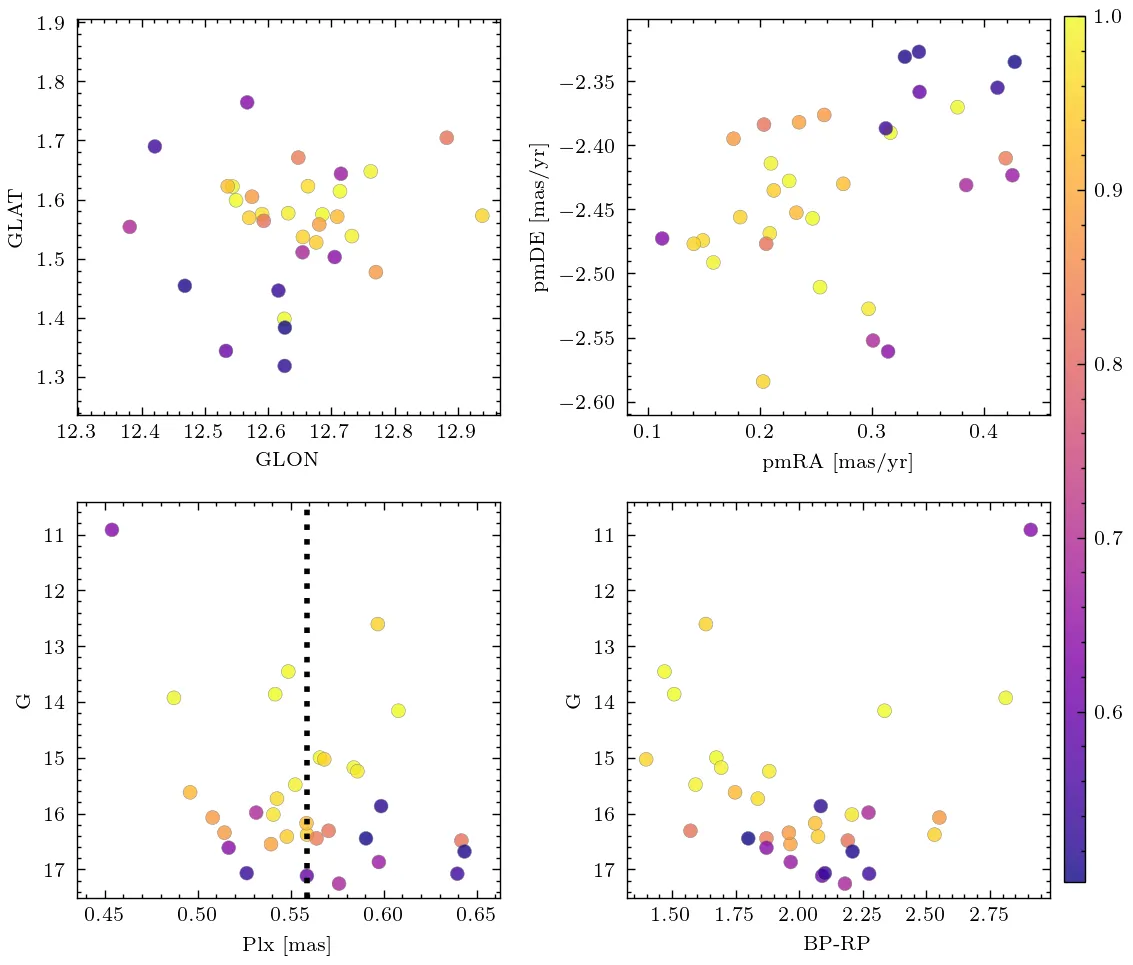 1.9
1.8
1.7
1.6
1.5
1.4
1.3
GLAT
12.3 12.4 12.5 12.6 12.7 12.8 12.9
GLON
−2.35
−2.40
−2.45
−2.50
−2.55
−2.60
pmDE [mas/yr]
0.1 0.2 0.3 0.4
pmRA [mas/yr]
1.0
0.9
0.8
0.7
0.6
11
12
13
14
15
16
17
G
0.45 0.50 0.55 0.60 0.65
Plx [mas]
11
12
13
14
15
16
17
G
1.50 1.75 2.00 2.25 2.50 2.75
BP-RP